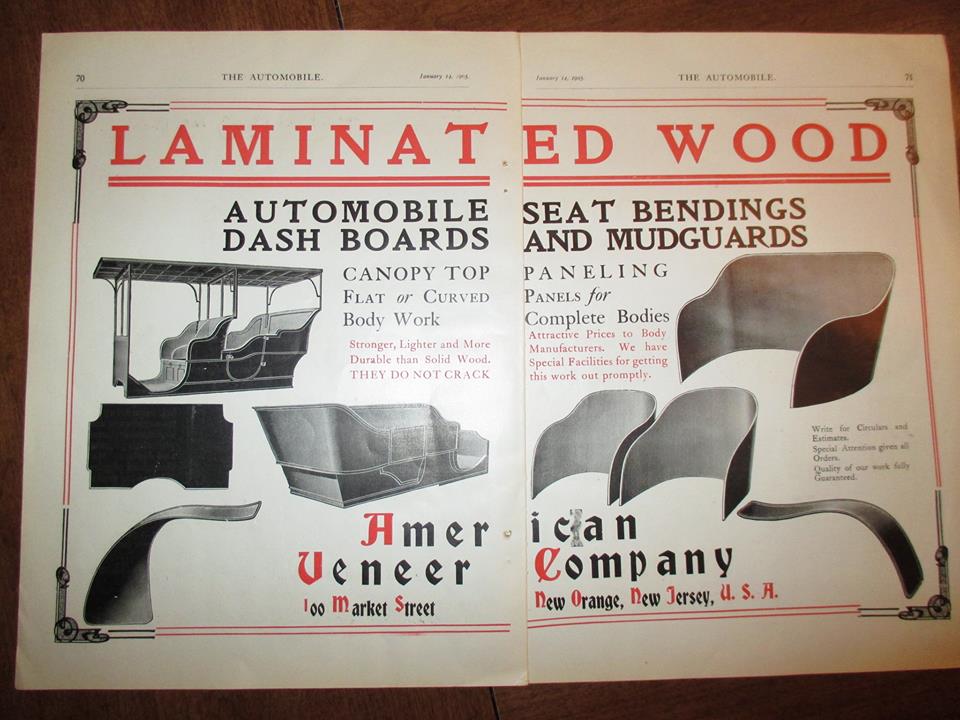 70 THE AUTOMOBILE. January 14, 1905.
January 14, 1905. THE AUTOMOBILE. 71
LAMINATED WOOD
AUTOMOBILE SEAT BENDINGS
DASH BOARDS AND MUDGUARDS
CANOPY TOP PANELING
FLAT or CURVED PANELS for
Body Work Complete Bodies
Stronger, Lighter and More
Durable than Solid Wood.
THEY DO NOT CRACK
Attractive Prices to Body
Manufacturers. We have
Special Facilities for getting
this work out promptly.
Write for Circulars and
Estimates.
Special Attention given all
Orders.
Quality of our work fully
Guaranteed.
American
Veneer Company
100 Market Street New Orange, New Jersey, U. S. A.